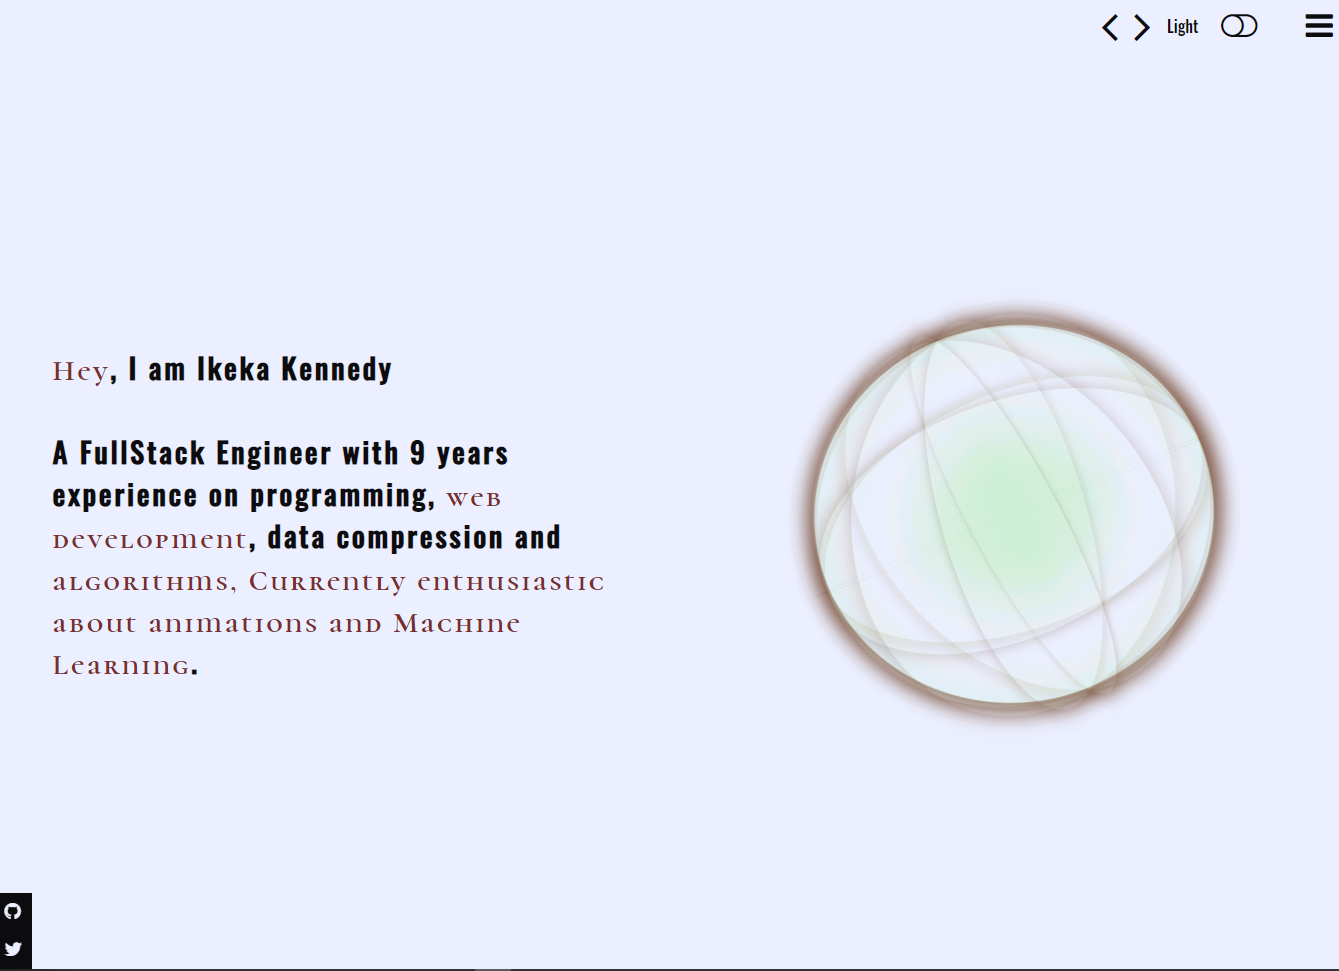 Light
Hey, I am Ikeka Kennedy
A FullStack Engineer with 9 years
experience on programming, web
development, data compression and
algorithms, Currently enthusiastic
about animations and Machine
Learning.